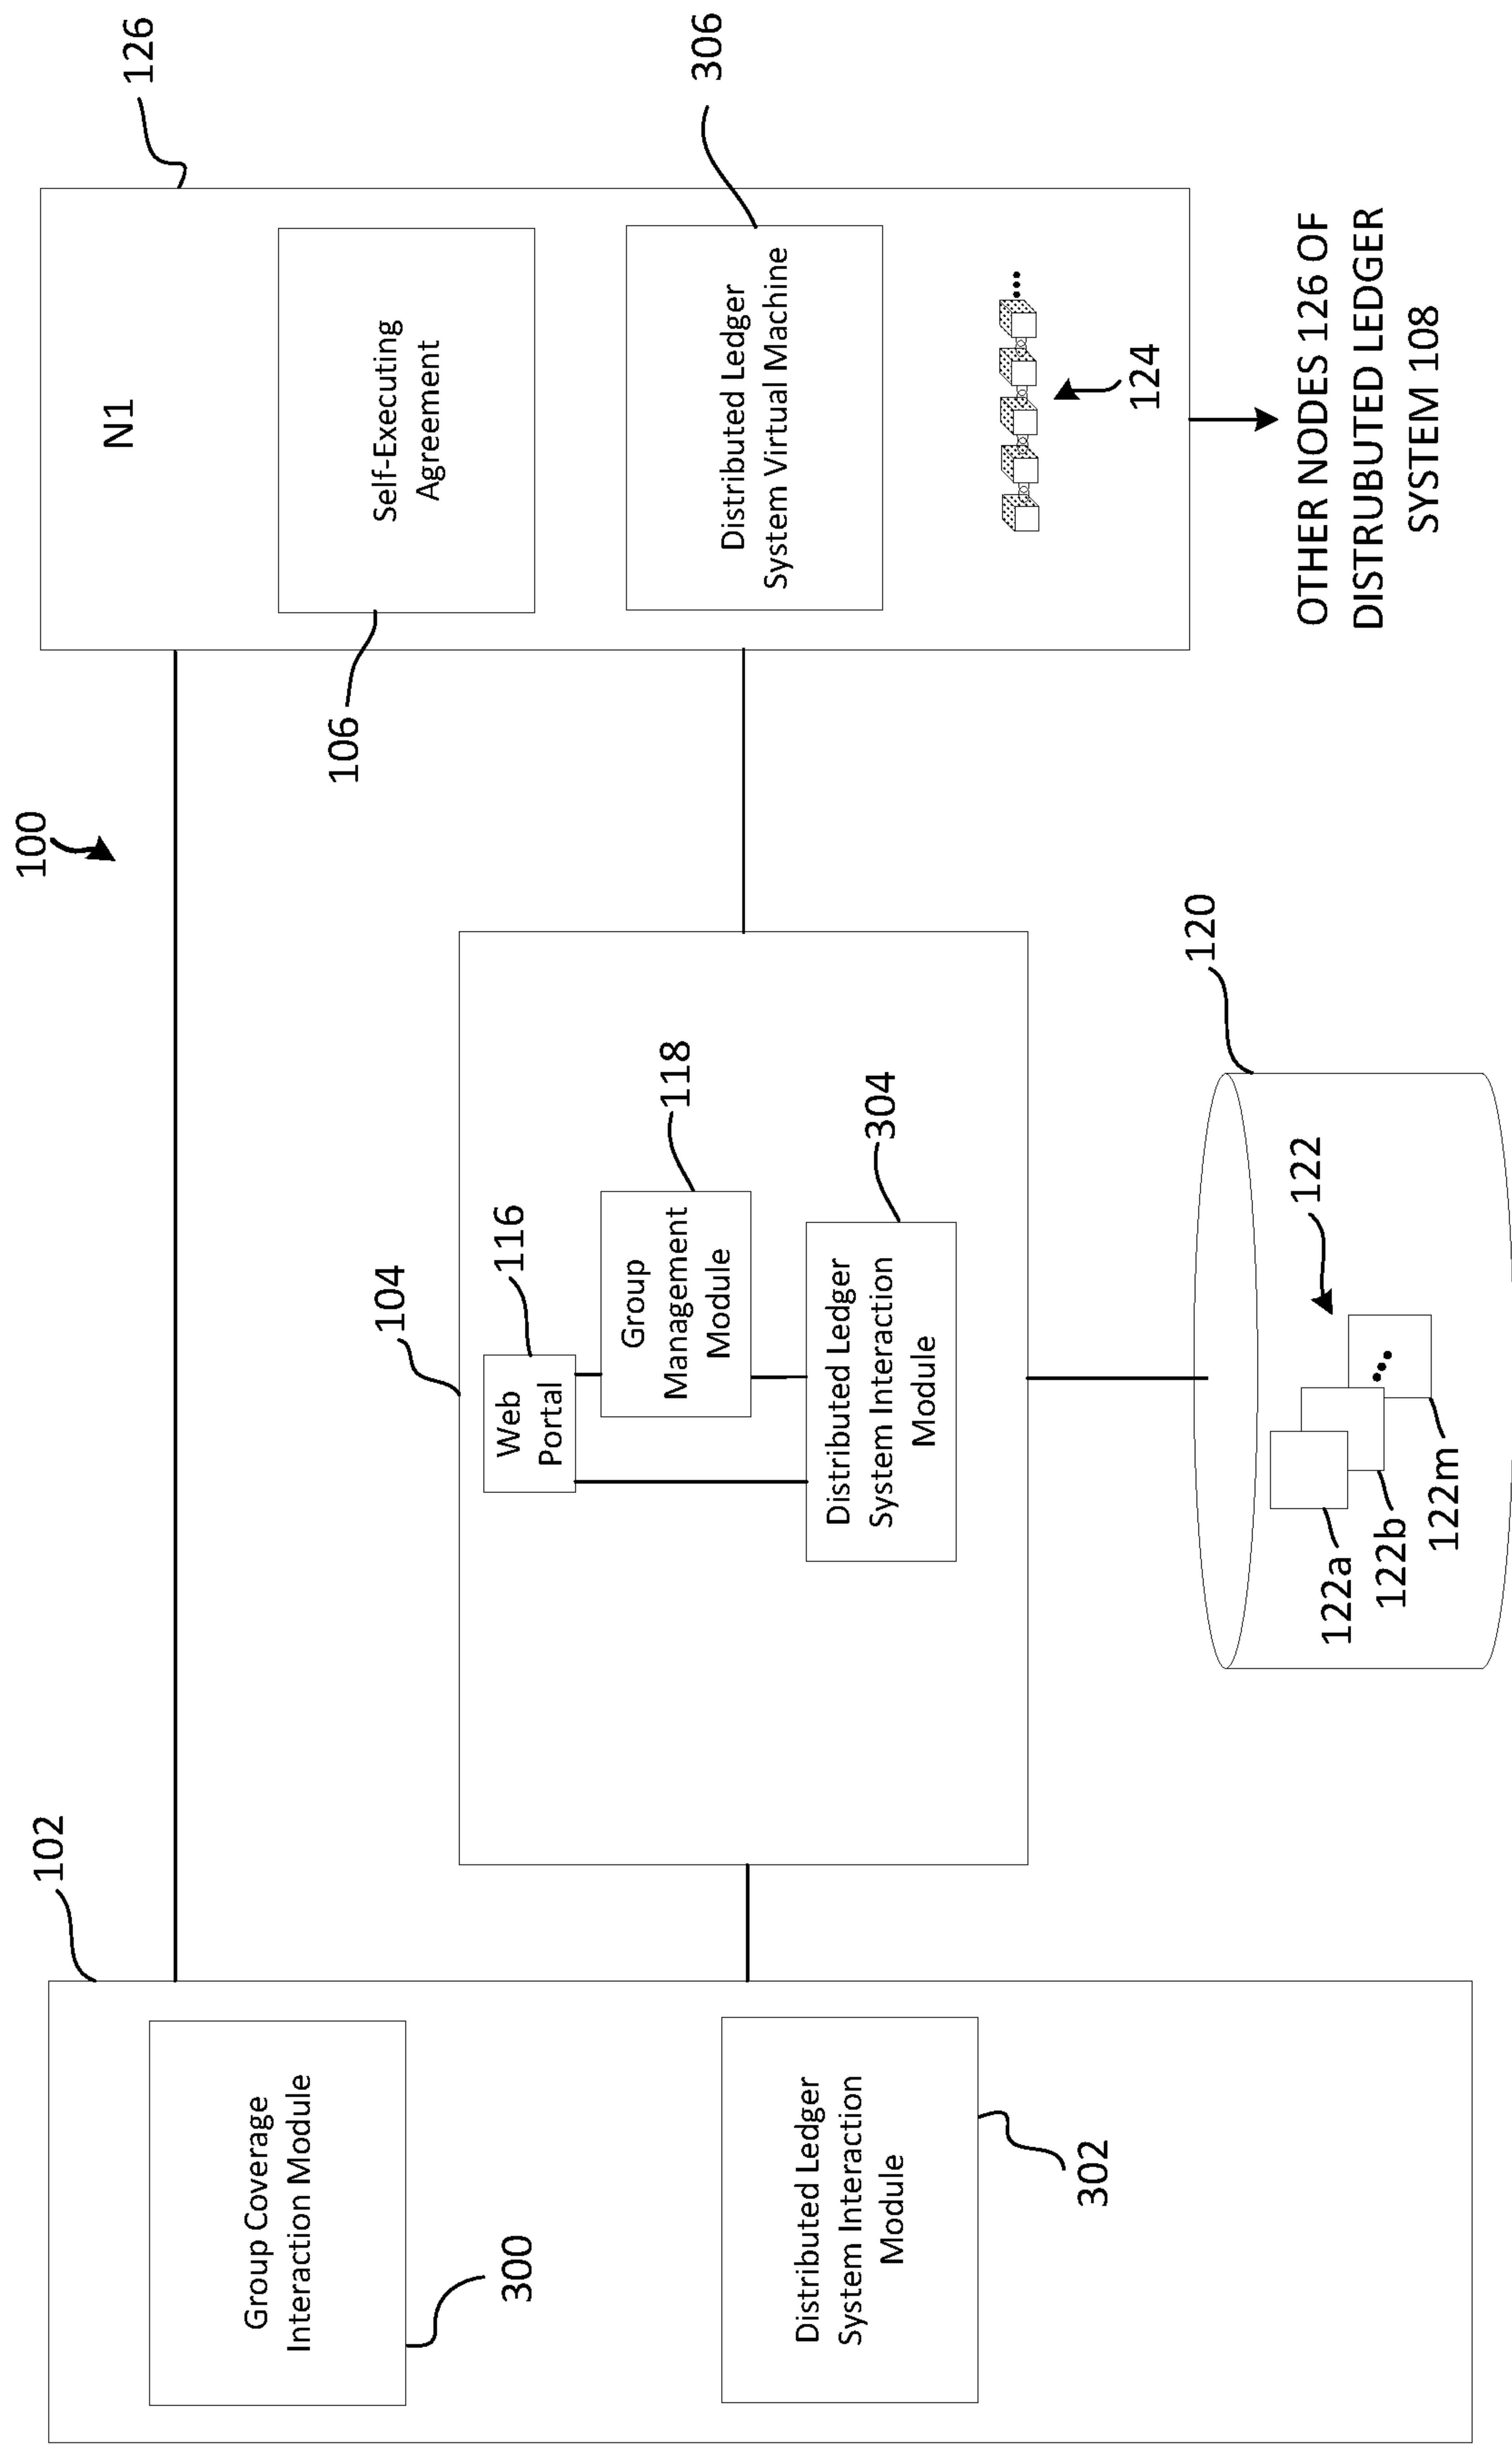 100
102
Group Coverage
Interaction Module
300
Distributed Ledger
System Interaction
Module
302
104
Web
Portal
116
Group
Management
Module
118
Distributed Ledger
System Interaction
Module
304
120
122
122a
122b
122m
126
N1
Self-Executing
Agreement
106
Distributed Ledger
System Virtual Machine
306
124
OTHER NODES 126 OF
DISTRUBUTED LEDGER
SYSTEM 108